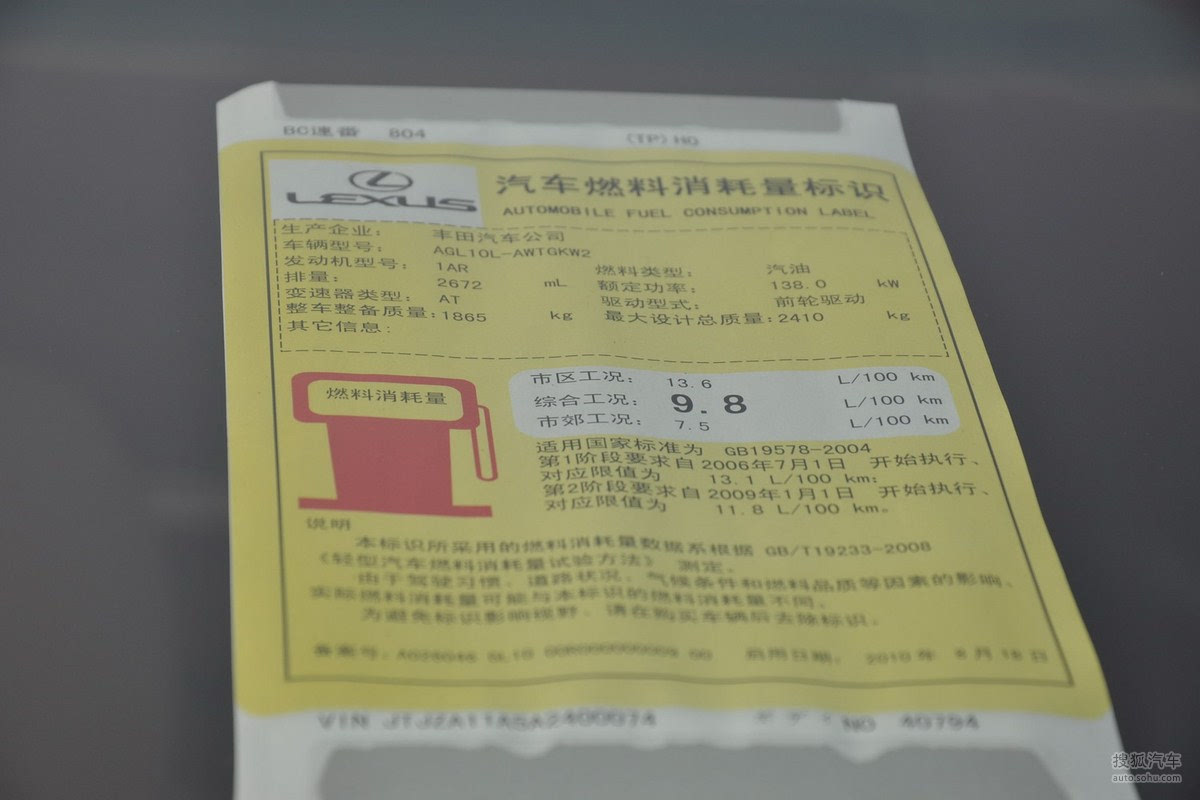 BC连番 804 (TP) NO
LEXUS
汽车燃料消耗量标识
AUTOMOBILE FUEL CONSUMPTION LABEL
生产企业: 丰田汽车公司
车辆型号: AGL10L-AWTGKW2
发动机型号: 1AR 燃料类型: 汽油
排量: 2672 mL 额定功率: 138.0 kW
变速器类型: AT 驱动型式: 前轮驱动
整车整备质量:1865 kg 最大设计总质量:2410 kg
其它信息:
燃料消耗量
市区工况: 13.6 L/100 km
综合工况: 9.8 L/100 km
市郊工况: 7.5 L/100 km
适用国家标准为 GB19578-2004
第1阶段要求自2006年7月1日 开始执行、
对应限值为 13.1 L/100 km;
第2阶段要求自2009年1月1日 开始执行、
对应限值为 11.8 L/100 km。
说明
本标识所采用的燃料消耗量数据系根据 GB/T19233-2008
《轻型汽车燃料消耗量试验方法》 测定。
由于驾驶习惯、道路状况、气候条件和燃料品质等因素的影响、
实际燃料消耗量可能与本标识的燃料消耗量不同。
为避免标识影响视野、请在购买车辆后去除标识。
备案号: 启用日期: 2010年 8月18日
VIN JTJZA11A5A2400074 NO 40794
搜狐汽车
auto.sohu.com